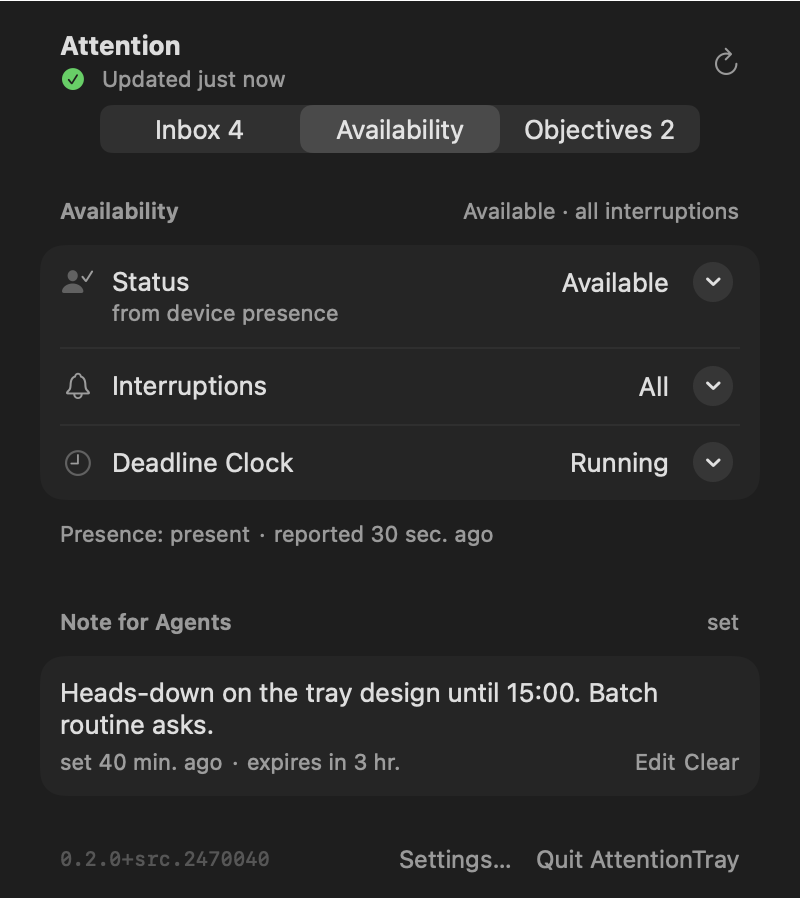 Attention
Updated just now
Inbox 4
Availability
Objectives 2
Availability
Available · all interruptions
Status
Available
from device presence
Interruptions
All
Deadline Clock
Running
Presence: present · reported 30 sec. ago
Note for Agents
set
Heads-down on the tray design until 15:00. Batch
routine asks.
set 40 min. ago · expires in 3 hr.
Edit Clear
0.2.0+src.2470040
Settings...
Quit AttentionTray